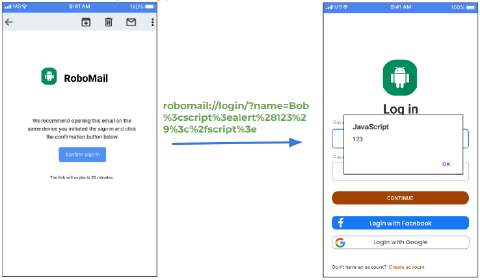 9:41 AM
100%
RoboMail
We recommend opening this email on the
same device you initiated the sign-in and click
the confirmation button below.
Confirm sign-in
The link will expire in 30 minutes.
robomail://login/?name=Bob
%3cscript%3ealert%28123%2
9%3c%2fscript%3e
9:41 AM
100%
Log in
JavaScript
123
OK
CONTINUE
Login with Facebook
Login with Google
Don't have an account? Create account